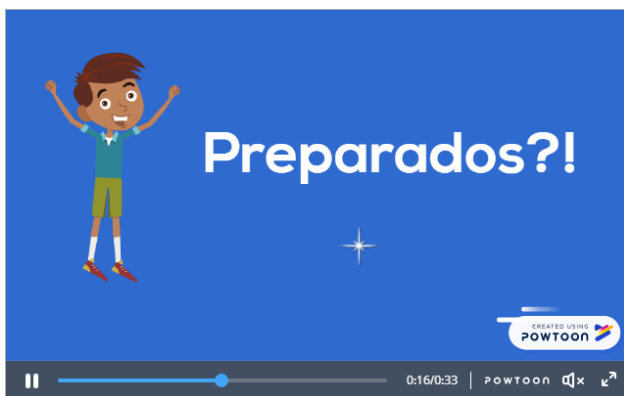 Preparados?!
CREATED USING
POWTOON
0:16/0:33
POWTOON